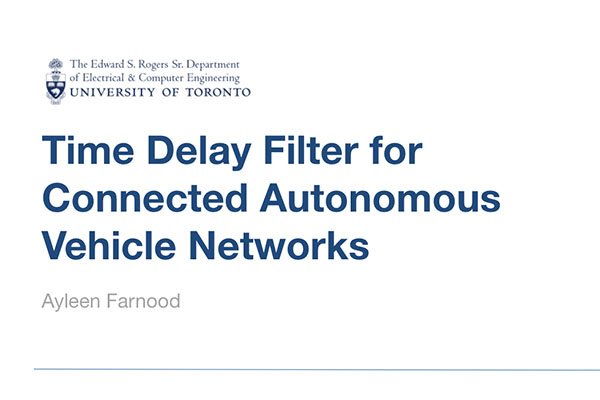 The Edward S. Rogers Sr. Department
of Electrical & Computer Engineering
UNIVERSITY OF TORONTO
Time Delay Filter for
Connected Autonomous
Vehicle Networks
Ayleen Farnood